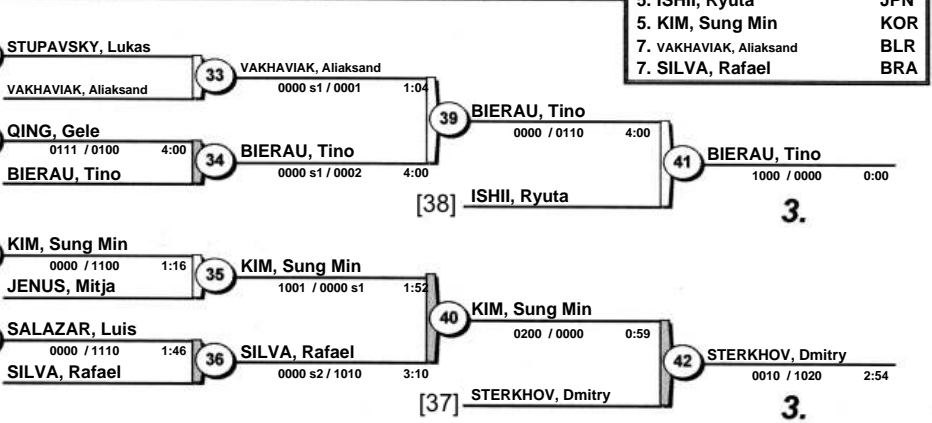 5. ISHII, Ryuta JPN
5. KIM, Sung Min KOR
7. VAKHAVIAK, Aliaksand BLR
7. SILVA, Rafael BRA
STUPAVSKY, Lukas
VAKHAVIAK, Aliaksand
33
VAKHAVIAK, Aliaksand
0000 s1 / 0001 1:04
QING, Gele
0111 / 0100 4:00
BIERAU, Tino
34
BIERAU, Tino
0000 s1 / 0002 4:00
39
BIERAU, Tino
0000 / 0110 4:00
[38] ISHII, Ryuta
41
BIERAU, Tino
1000 / 0000 0:00
3.
KIM, Sung Min
0000 / 1100 1:16
JENUS, Mitja
35
KIM, Sung Min
1001 / 0000 s1 1:52
SALAZAR, Luis
0000 / 1110 1:46
SILVA, Rafael
36
SILVA, Rafael
0000 s2 / 1010 3:10
40
KIM, Sung Min
0200 / 0000 0:59
[37] STERKHOV, Dmitry
42
STERKHOV, Dmitry
0010 / 1020 2:54
3.